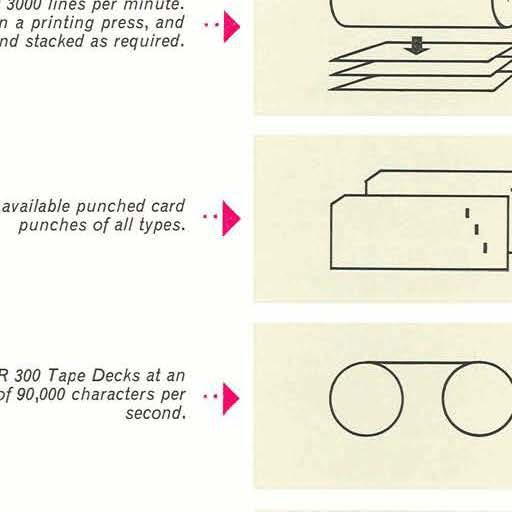 3000 lines per minute.
n a printing press, and
nd stacked as required.
available punched card
punches of all types.
R 300 Tape Decks at an
of 90,000 characters per
second.